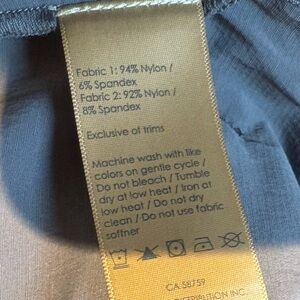 Fabric 1: 94% Nylon /
6% Spandex
Fabric 2: 92% Nylon /
8% Spandex
Exclusive of trims
Machine wash with like
colors on gentle cycle /
Do not bleach / Tumble
dry at low heat / Iron at
low heat / Do not dry
clean / Do not use fabric
softner
CA 58759
DISTRIBUTION INC